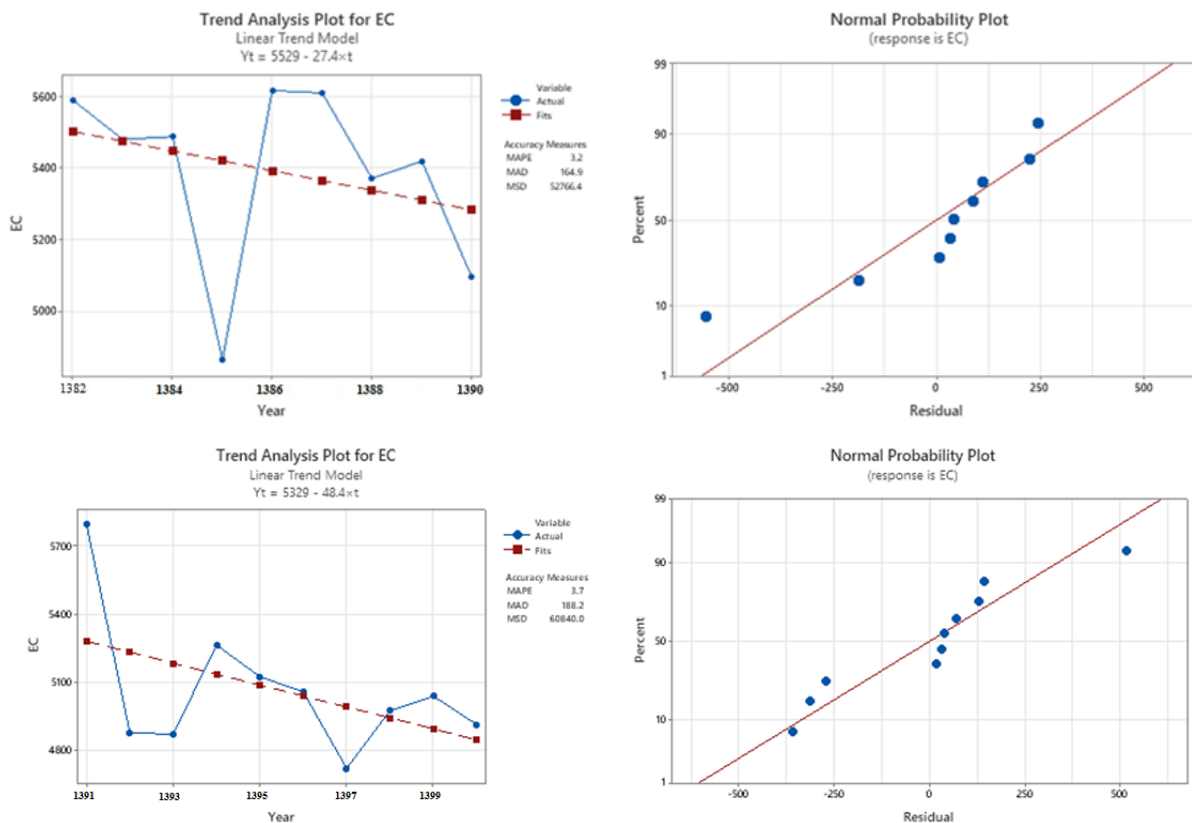 Trend Analysis Plot for EC
Linear Trend Model
Yt = 5529 - 27.4×t
EC
5600
5400
5200
5000
1382
1384
1386
1388
1390
Year
Variable
Actual
Fits
Accuracy Measures
MAPE 3.2
MAD 164.9
MSD 52766.4
Normal Probability Plot
(response is EC)
Percent
99
90
50
10
1
-500
-250
0
250
500
Residual
Trend Analysis Plot for EC
Linear Trend Model
Yt = 5329 - 48.4×t
EC
5700
5400
5100
4800
1391
1393
1395
1397
1399
Year
Variable
Actual
Fits
Accuracy Measures
MAPE 3.7
MAD 188.2
MSD 60840.0
Normal Probability Plot
(response is EC)
Percent
99
90
50
10
1
-500
-250
0
250
500
Residual